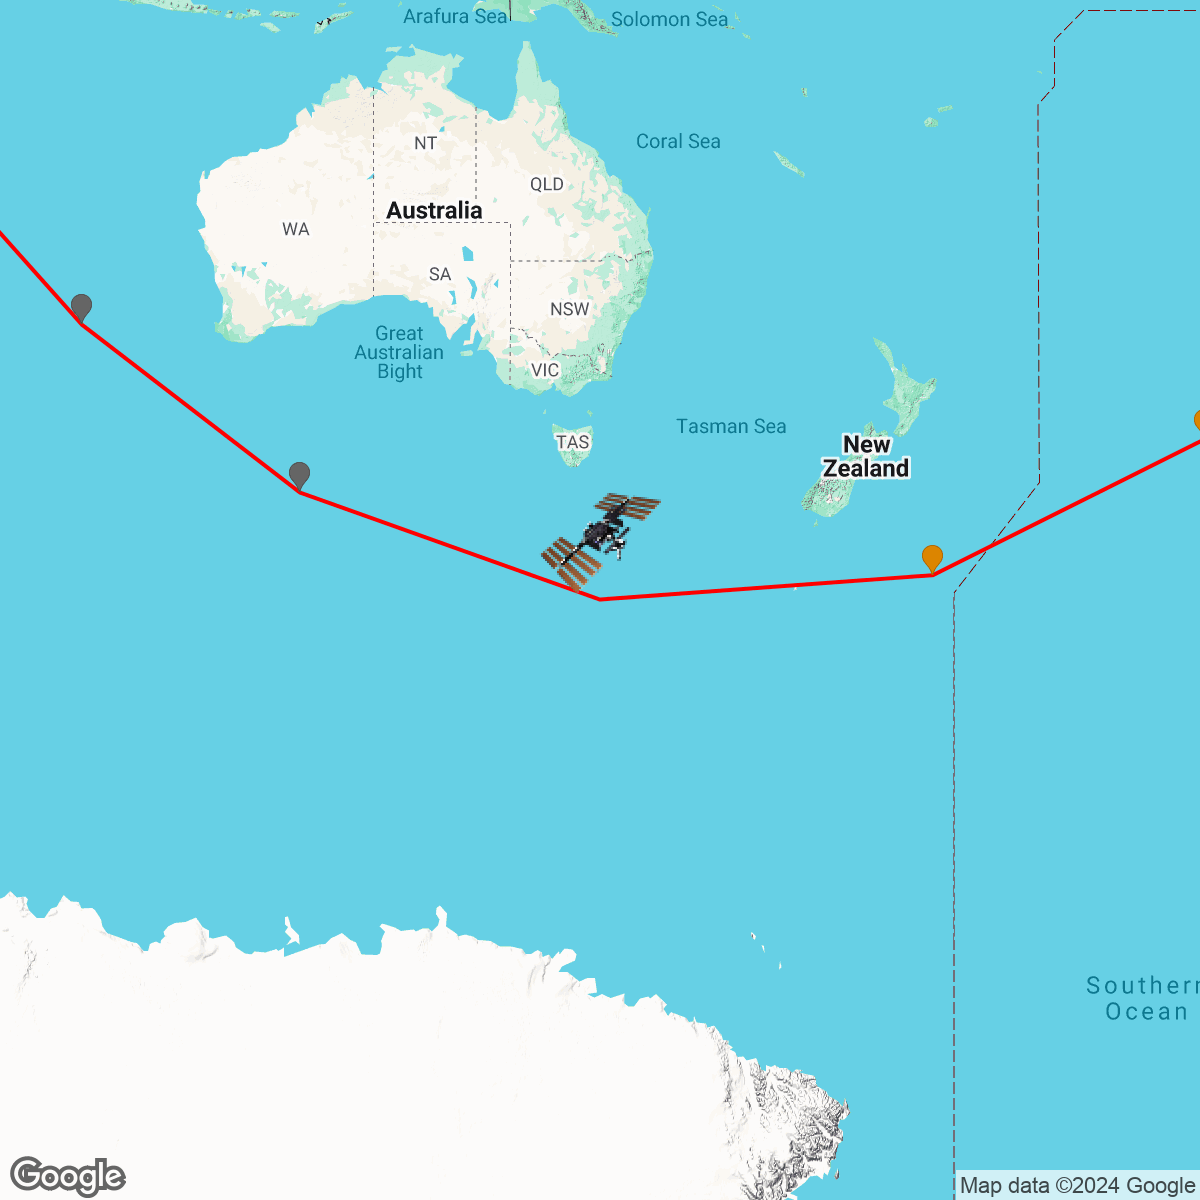 Arafura Sea
Solomon Sea
Coral Sea
NT
QLD
Australia
WA
SA
NSW
Great
Australian
Bight
VIC
Tasman Sea
TAS
New
Zealand
Southern
Ocean
Google
Map data ©2024 Google